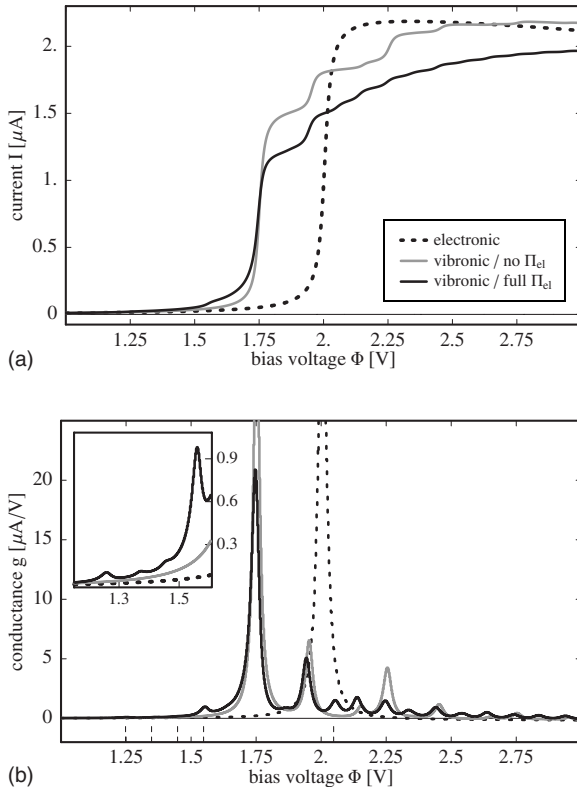 2.
1.5
1.
0.5
0
current I [μA]
electronic
vibronic / no Π_el
vibronic / full Π_el
1.25 1.5 1.75 2. 2.25 2.5 2.75
bias voltage Φ [V]
(a)
20
15
10
5
0
conductance g [μA/V]
0.9
0.6
0.3
1.3 1.5
1.25 1.5 1.75 2. 2.25 2.5 2.75
bias voltage Φ [V]
(b)